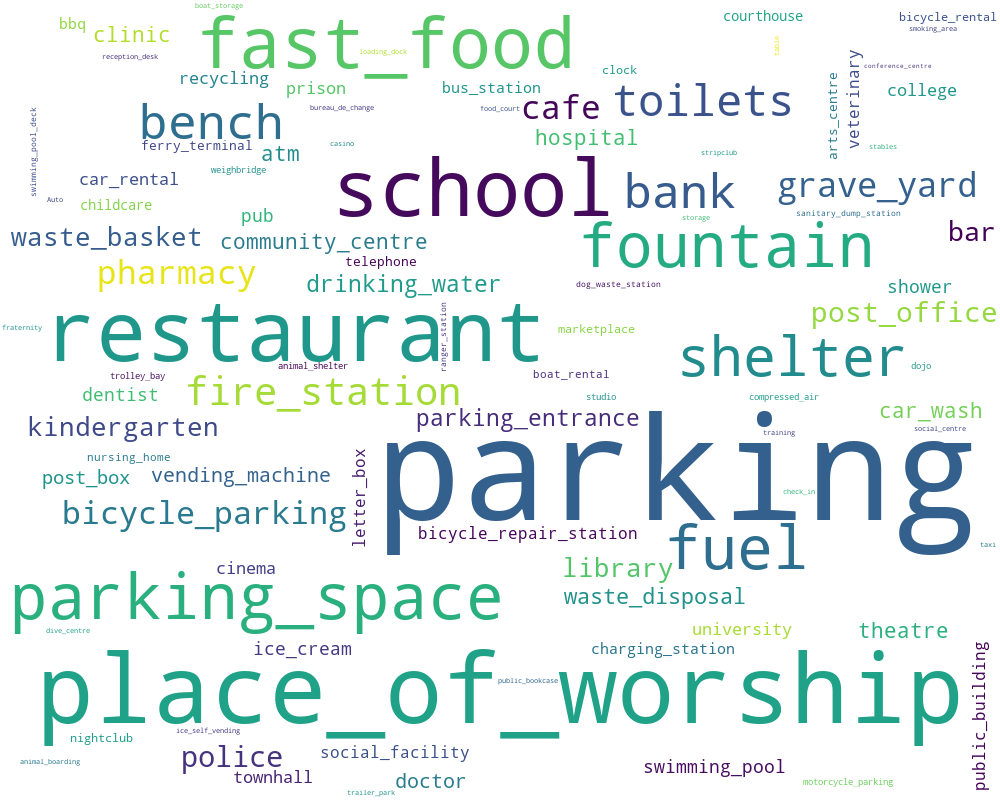 boat_storage
bbq
clinic
fast_food
courthouse
bicycle_rental
smoking_area
reception_desk
loading_dock
table
conference_centre
recycling
prison
bus_station
clock
college
veterinary
arts_centre
bench
bureau_de_change
food_court
cafe
toilets
swimming_pool_deck
ferry_terminal
atm
casino
hospital
stripclub
stables
weighbridge
car_rental
school
bank
grave_yard
Auto
childcare
pub
storage
sanitary_dump_station
waste_basket
community_centre
fountain
bar
pharmacy
telephone
drinking_water
dog_waste_station
shower
fraternity
restaurant
ranger_station
marketplace
post_office
trolley_bay
animal_shelter
boat_rental
shelter
dojo
dentist
fire_station
studio
compressed_air
kindergarten
parking_entrance
car_wash
training
social_centre
nursing_home
parking
post_box
vending_machine
letter_box
check_in
bicycle_parking
bicycle_repair_station
fuel
taxi
cinema
library
parking_space
waste_disposal
dive_centre
university
theatre
ice_cream
charging_station
place_of_worship
public_bookcase
public_building
ice_self_vending
nightclub
police
social_facility
animal_boarding
townhall
doctor
swimming_pool
motorcycle_parking
trailer_park